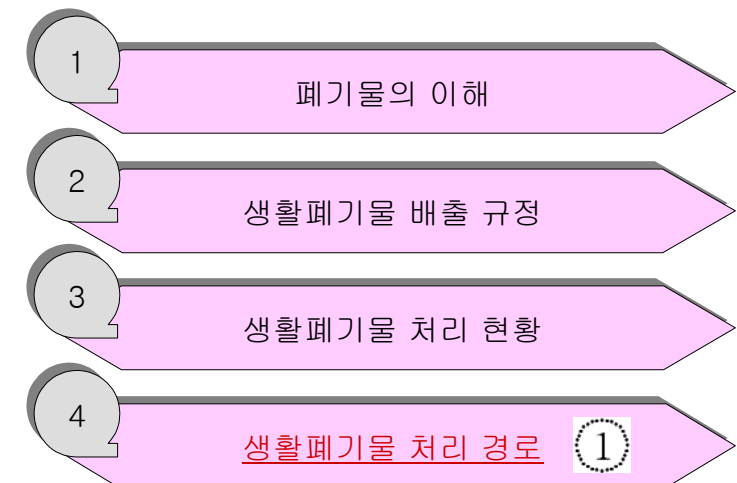 1
폐기물의 이해
2
생활폐기물 배출 규정
3
생활폐기물 처리 현황
4
생활폐기물 처리 경로 ①